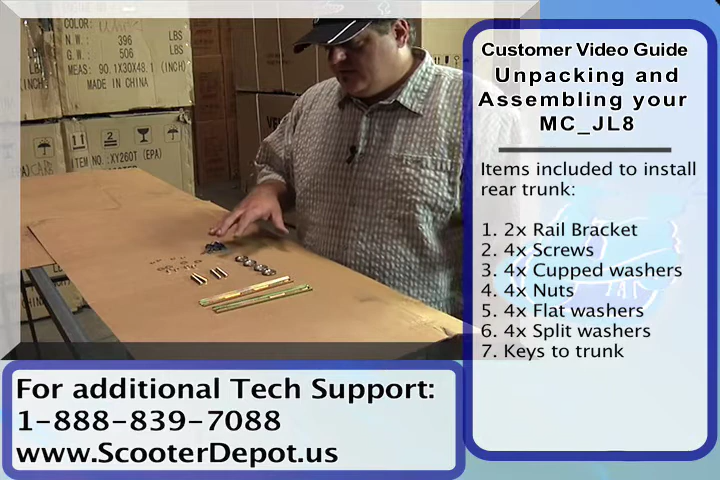 COLOR:
N.W.: 396 LBS
G.W.: 506 LBS
MEAS: 90.1X30X48.1 (INCH)
MADE IN CHINA
ITEM NO.: XY260T (EPA)
Customer Video Guide
Unpacking and
Assembling your
MC_JL8
Items included to install
rear trunk:
1. 2x Rail Bracket
2. 4x Screws
3. 4x Cupped washers
4. 4x Nuts
5. 4x Flat washers
6. 4x Split washers
7. Keys to trunk
For additional Tech Support:
1-888-839-7088
www.ScooterDepot.us